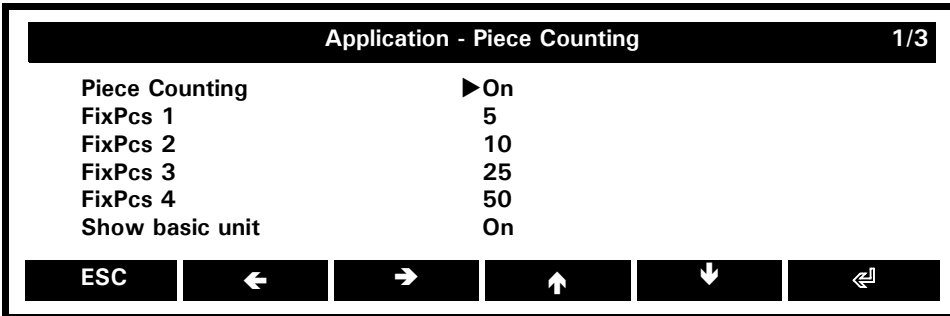 Application - Piece Counting 1/3
Piece Counting ▶On
FixPcs 1 5
FixPcs 2 10
FixPcs 3 25
FixPcs 4 50
Show basic unit On
ESC